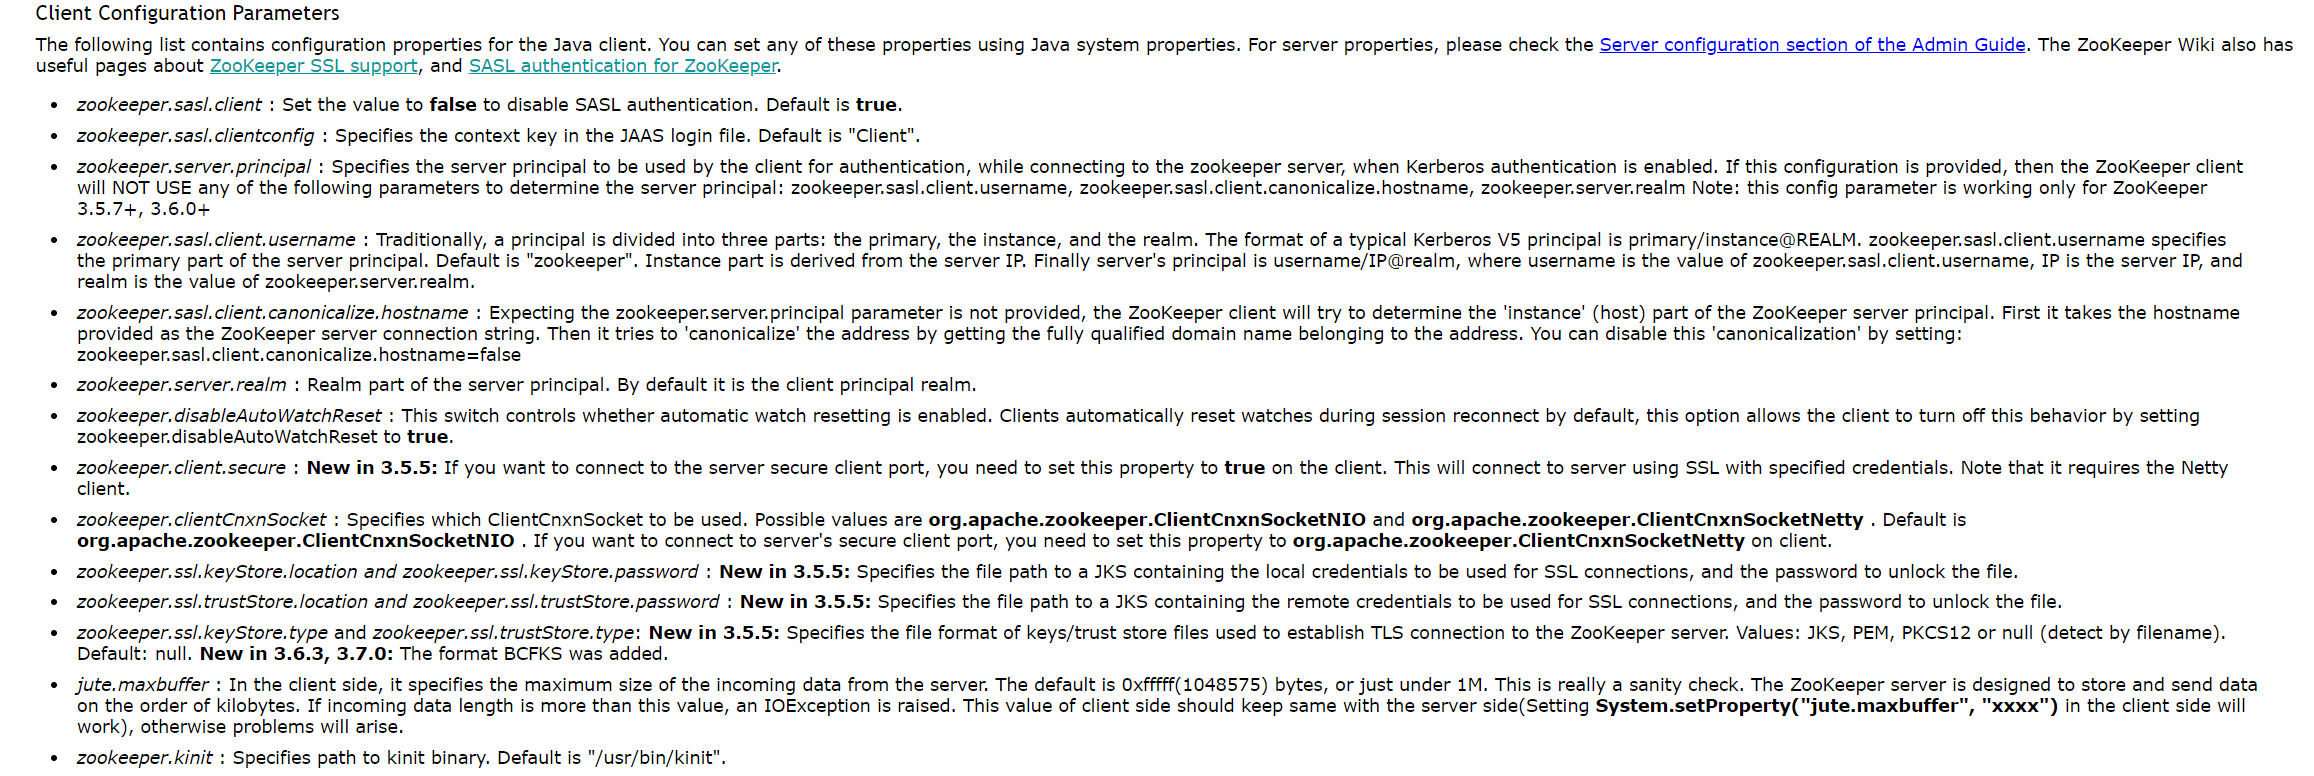 Client Configuration Parameters
The following list contains configuration properties for the Java client. You can set any of these properties using Java system properties. For server properties, please check the Server configuration section of the Admin Guide. The ZooKeeper Wiki also has
useful pages about ZooKeeper SSL support, and SASL authentication for ZooKeeper.
• zookeeper.sasl.client : Set the value to false to disable SASL authentication. Default is true.
• zookeeper.sasl.clientconfig : Specifies the context key in the JAAS login file. Default is "Client".
• zookeeper.server.principal : Specifies the server principal to be used by the client for authentication, while connecting to the zookeeper server, when Kerberos authentication is enabled. If this configuration is provided, then the ZooKeeper client
will NOT USE any of the following parameters to determine the server principal: zookeeper.sasl.client.username, zookeeper.sasl.client.canonicalize.hostname, zookeeper.server.realm Note: this config parameter is working only for ZooKeeper
3.5.7+, 3.6.0+
• zookeeper.sasl.client.username : Traditionally, a principal is divided into three parts: the primary, the instance, and the realm. The format of a typical Kerberos V5 principal is primary/instance@REALM. zookeeper.sasl.client.username specifies
the primary part of the server principal. Default is "zookeeper". Instance part is derived from the server IP. Finally server's principal is username/IP@realm, where username is the value of zookeeper.sasl.client.username, IP is the server IP, and
realm is the value of zookeeper.server.realm.
• zookeeper.sasl.client.canonicalize.hostname : Expecting the zookeeper.server.principal parameter is not provided, the ZooKeeper client will try to determine the 'instance' (host) part of the ZooKeeper server principal. First it takes the hostname
provided as the ZooKeeper server connection string. Then it tries to 'canonicalize' the address by getting the fully qualified domain name belonging to the address. You can disable this 'canonicalization' by setting:
zookeeper.sasl.client.canonicalize.hostname=false
• zookeeper.server.realm : Realm part of the server principal. By default it is the client principal realm.
• zookeeper.disableAutoWatchReset : This switch controls whether automatic watch resetting is enabled. Clients automatically reset watches during session reconnect by default, this option allows the client to turn off this behavior by setting
zookeeper.disableAutoWatchReset to true.
• zookeeper.client.secure : New in 3.5.5: If you want to connect to the server secure client port, you need to set this property to true on the client. This will connect to server using SSL with specified credentials. Note that it requires the Netty
client.
• zookeeper.clientCnxnSocket : Specifies which ClientCnxnSocket to be used. Possible values are org.apache.zookeeper.ClientCnxnSocketNIO and org.apache.zookeeper.ClientCnxnSocketNetty . Default is
org.apache.zookeeper.ClientCnxnSocketNIO . If you want to connect to server's secure client port, you need to set this property to org.apache.zookeeper.ClientCnxnSocketNetty on client.
• zookeeper.ssl.keyStore.location and zookeeper.ssl.keyStore.password : New in 3.5.5: Specifies the file path to a JKS containing the local credentials to be used for SSL connections, and the password to unlock the file.
• zookeeper.ssl.trustStore.location and zookeeper.ssl.trustStore.password : New in 3.5.5: Specifies the file path to a JKS containing the remote credentials to be used for SSL connections, and the password to unlock the file.
• zookeeper.ssl.keyStore.type and zookeeper.ssl.trustStore.type: New in 3.5.5: Specifies the file format of keys/trust store files used to establish TLS connection to the ZooKeeper server. Values: JKS, PEM, PKCS12 or null (detect by filename).
Default: null. New in 3.6.3, 3.7.0: The format BCFKS was added.
• jute.maxbuffer : In the client side, it specifies the maximum size of the incoming data from the server. The default is 0xfffff(1048575) bytes, or just under 1M. This is really a sanity check. The ZooKeeper server is designed to store and send data
on the order of kilobytes. If incoming data length is more than this value, an IOException is raised. This value of client side should keep same with the server side(Setting System.setProperty("jute.maxbuffer", "xxxx") in the client side will
work), otherwise problems will arise.
• zookeeper.kinit : Specifies path to kinit binary. Default is "/usr/bin/kinit".